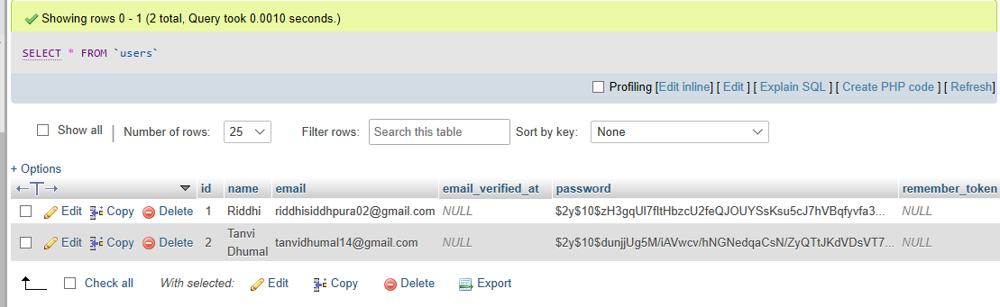 Showing rows 0 - 1 (2 total, Query took 0.0010 seconds.)
SELECT * FROM `users`
Profiling [Edit inline] [ Edit ] [ Explain SQL ] [ Create PHP code ] [ Refresh]
Show all | Number of rows: 25 Filter rows: Search this table Sort by key: None
+ Options
id name email email_verified_at password remember_token
Edit Copy Delete 1 Riddhi riddhisiddhpura02@gmail.com NULL $2y$10$zH3gqUI7fItHbzcU2feQJOUYSsKsu5cJ7hVBqfyvfa3... NULL
Edit Copy Delete 2 Tanvi Dhumal tanvidhumal14@gmail.com NULL $2y$10$dunjjUg5M/iAVwcv/hNGNedqaCsN/ZyQTtJKdVDsVT7... NULL
Check all With selected: Edit Copy Delete Export